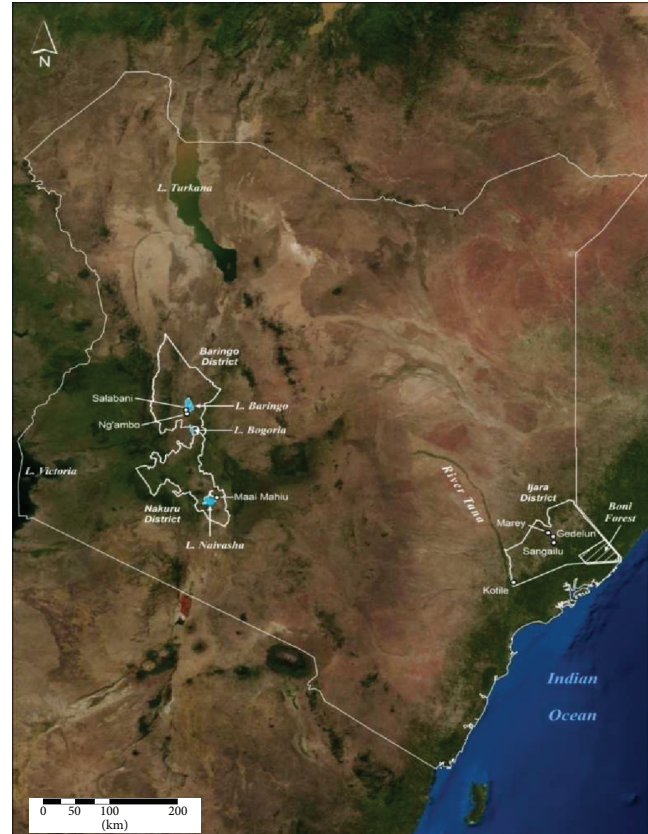 N
L. Turkana
Baringo
District
Salabani
L. Baringo
Ng'ambo
L. Bogoria
L. Victoria
Maai Mahiu
Nakuru
District
L. Naivasha
River Tana
Ijara
District
Boni
Forest
Marey
Gedelun
Sangailu
Kotile
Indian
Ocean
0 50 100 200
(km)